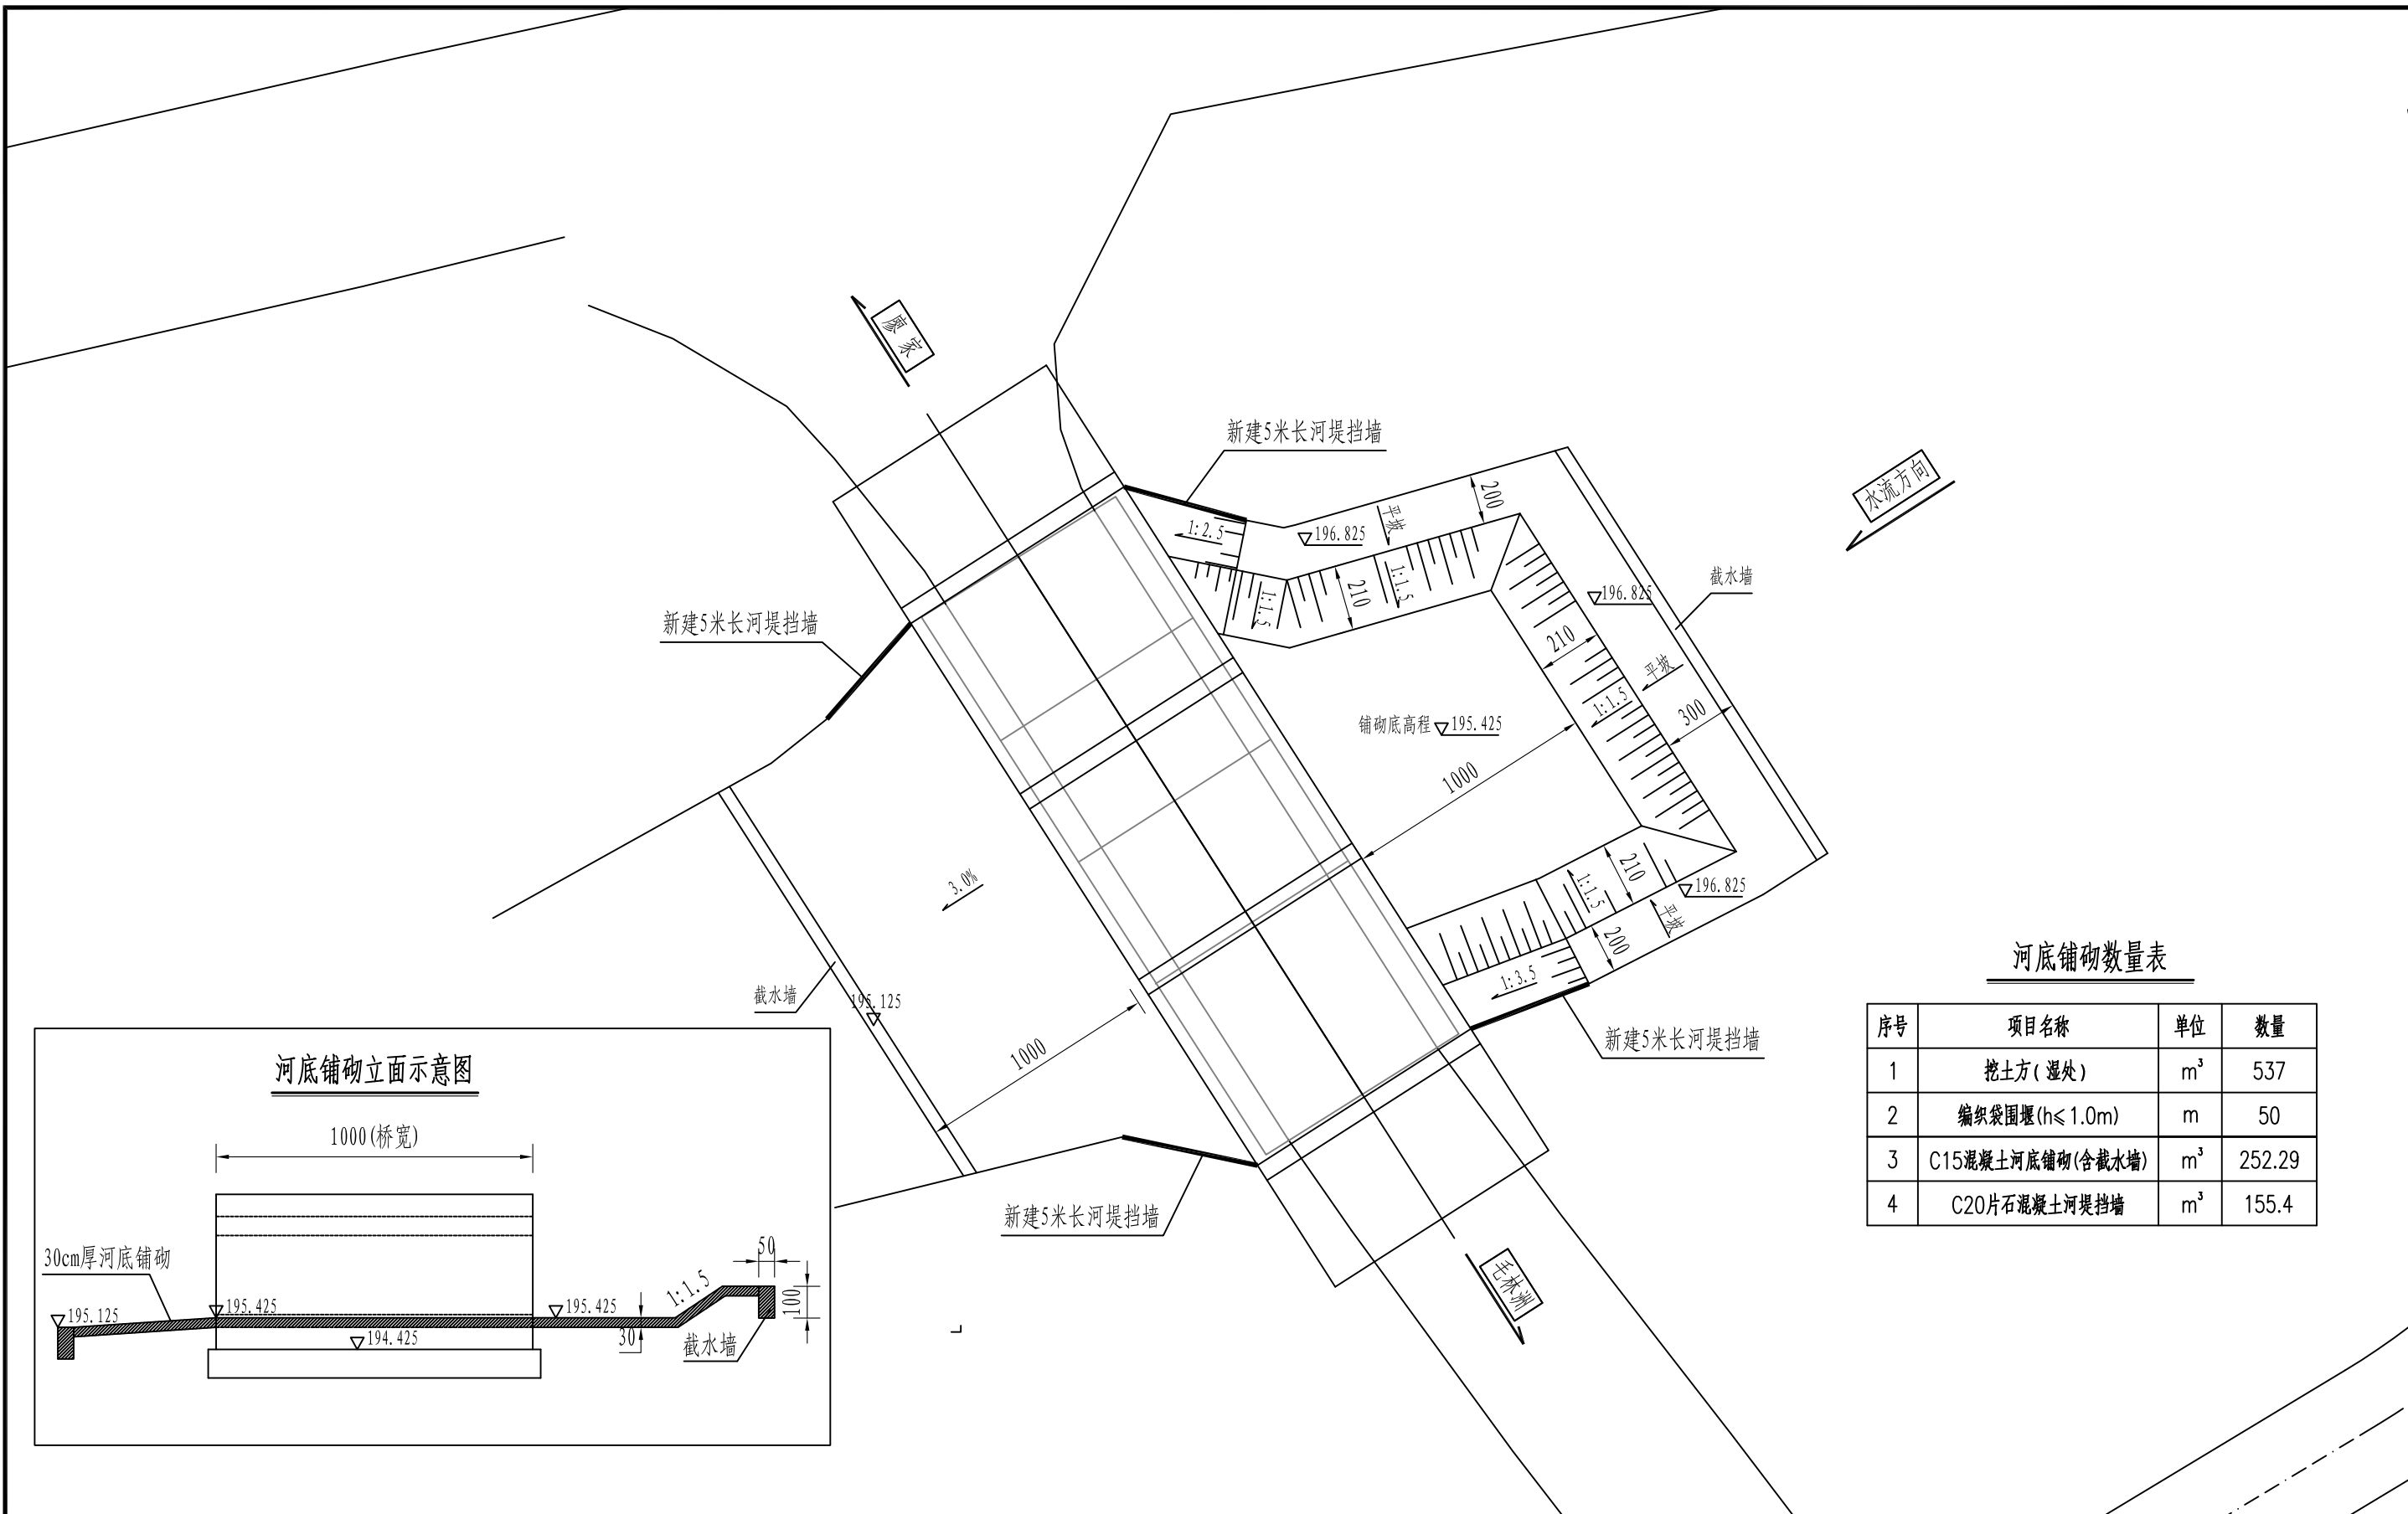 廖 家
新建5米长河堤挡墙
水流方向
200
平坡
1:2.5
196.825
1:1.5
210
1:1.5
截水墙
196.825
新建5米长河堤挡墙
210
平坡
1:1.5
300
铺砌底高程 195.425
1000
3.0%
210
1:1.5
196.825
平坡
200
1:3.5
新建5米长河堤挡墙
截水墙
195.125
1000
新建5米长河堤挡墙
毛林洲
河底铺砌数量表
序号 项目名称 单位 数量
1 挖土方(湿处) m³ 537
2 编织袋围堰(h≤1.0m) m 50
3 C15混凝土河底铺砌(含截水墙) m³ 252.29
4 C20片石混凝土河堤挡墙 m³ 155.4
河底铺砌立面示意图
1000(桥宽)
30cm厚河底铺砌
50
1:1.5
100
195.125
195.425
195.425
194.425
30
截水墙